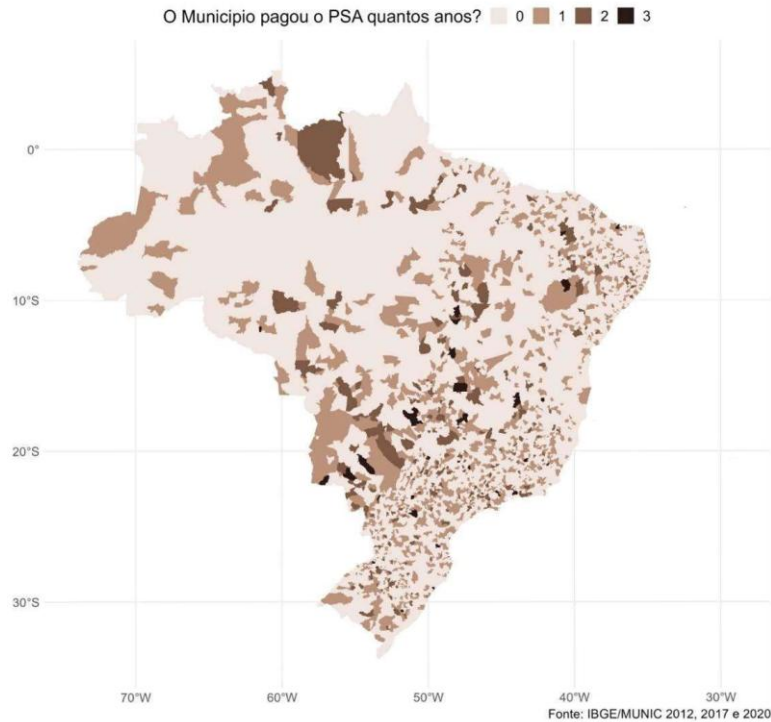 O Municipio pagou o PSA quantos anos? 0 1 2 3
0°
10°S
20°S
30°S
70°W 60°W 50°W 40°W 30°W
Fonte: IBGE/MUNIC 2012, 2017 e 2020